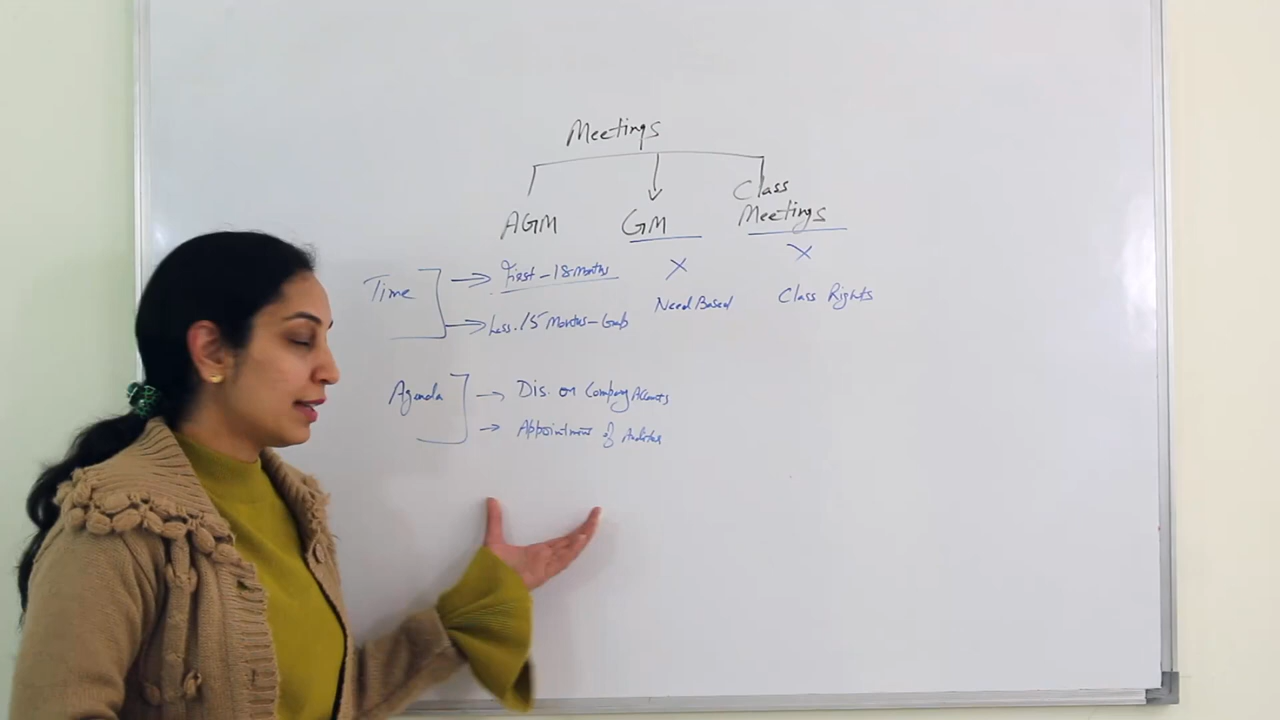 Meetings
AGM GM Class Meetings
Time First - 18 Months X X
Need Based Class Rights
Less. 15 Months - Gap
Agenda Dis. on Company Accounts
Appointment of Auditor